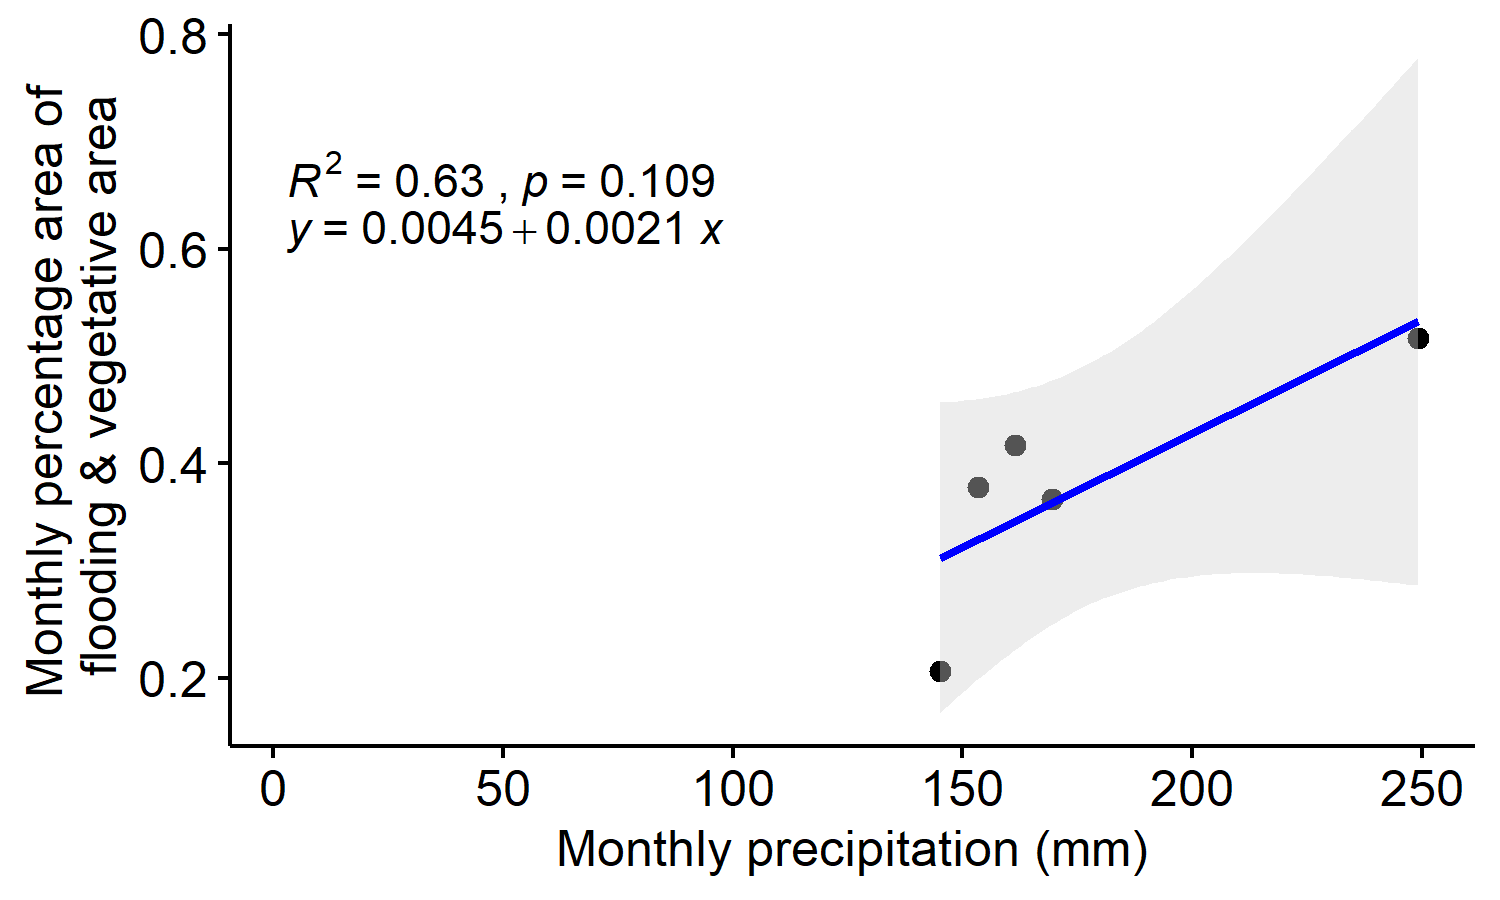 0.8
0.6
0.4
0.2
Monthly percentage area of
flooding & vegetative area
R² = 0.63 , p = 0.109
y = 0.0045 + 0.0021 x
0 50 100 150 200 250
Monthly precipitation (mm)